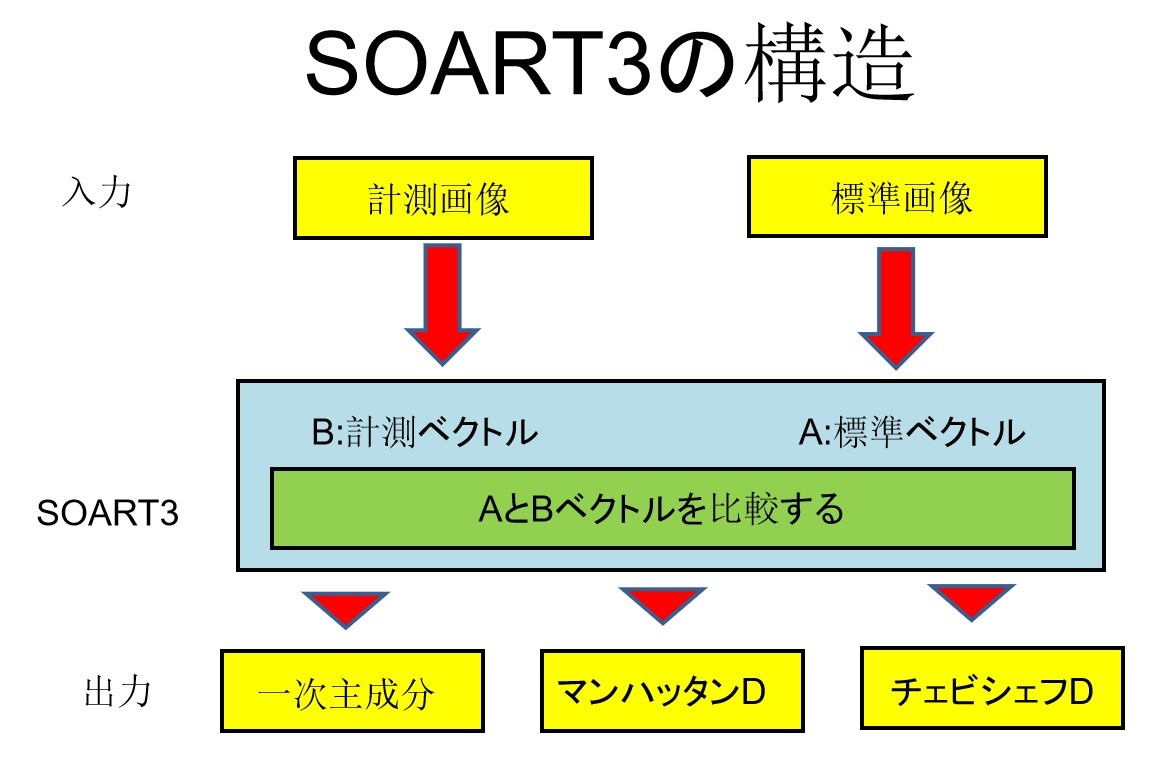 SOART3の構造
入力
計測画像
標準画像
B:計測ベクトル
A:標準ベクトル
SOART3
AとBベクトルを比較する
出力
一次主成分
マンハッタンD
チェビシェフD